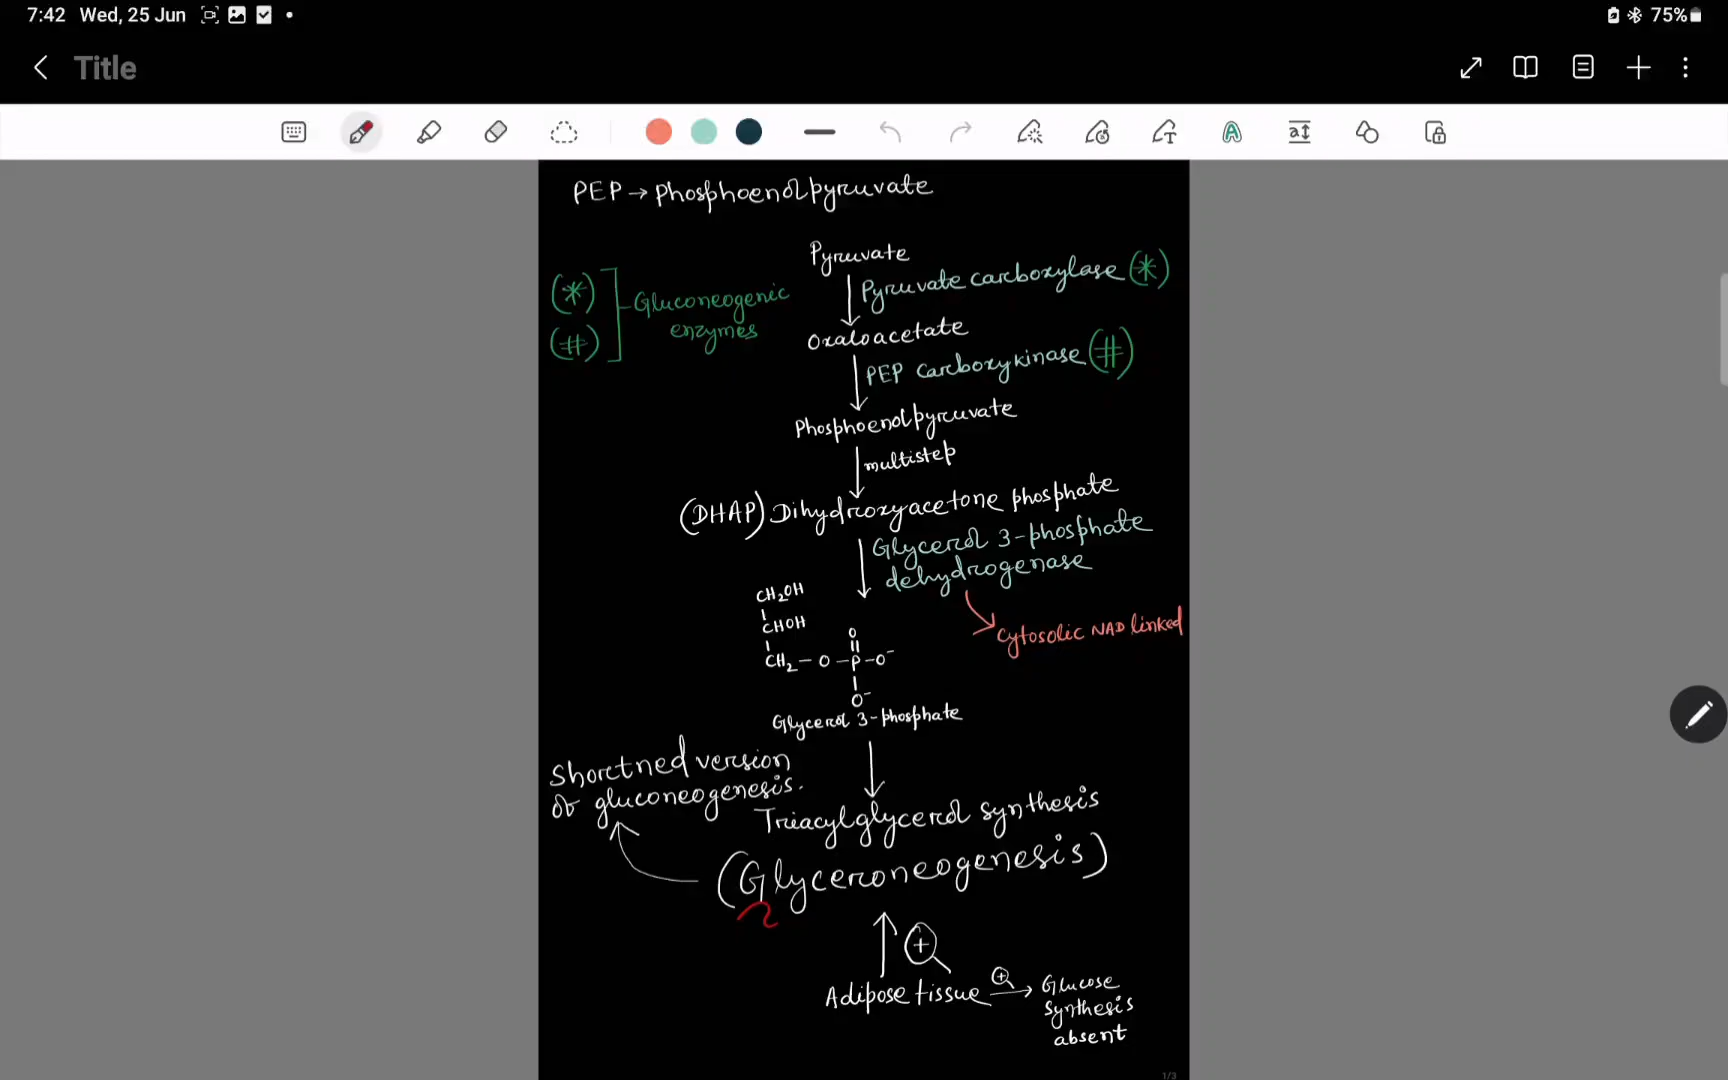 7:42 Wed, 25 Jun
75%
Title
PEP → Phosphoenolpyruvate
Pyruvate
Pyruvate carboxylase (*)
(*)
(#)
Gluconeogenic
enzymes
Oxaloacetate
PEP carboxykinase (#)
Phosphoenolpyruvate
multistep
(DHAP) Dihydroxyacetone phosphate
Glycerol 3-phosphate
dehydrogenase
Cytosolic NAD linked
CH₂OH
CHOH
CH₂ - O - P - O⁻
O
O⁻
Glycerol 3-phosphate
Shortned version
of gluconeogenesis.
Triacylglycerol synthesis
(Glyceroneogenesis)
+
Adipose tissue + → Glucose
synthesis
absent
1/3